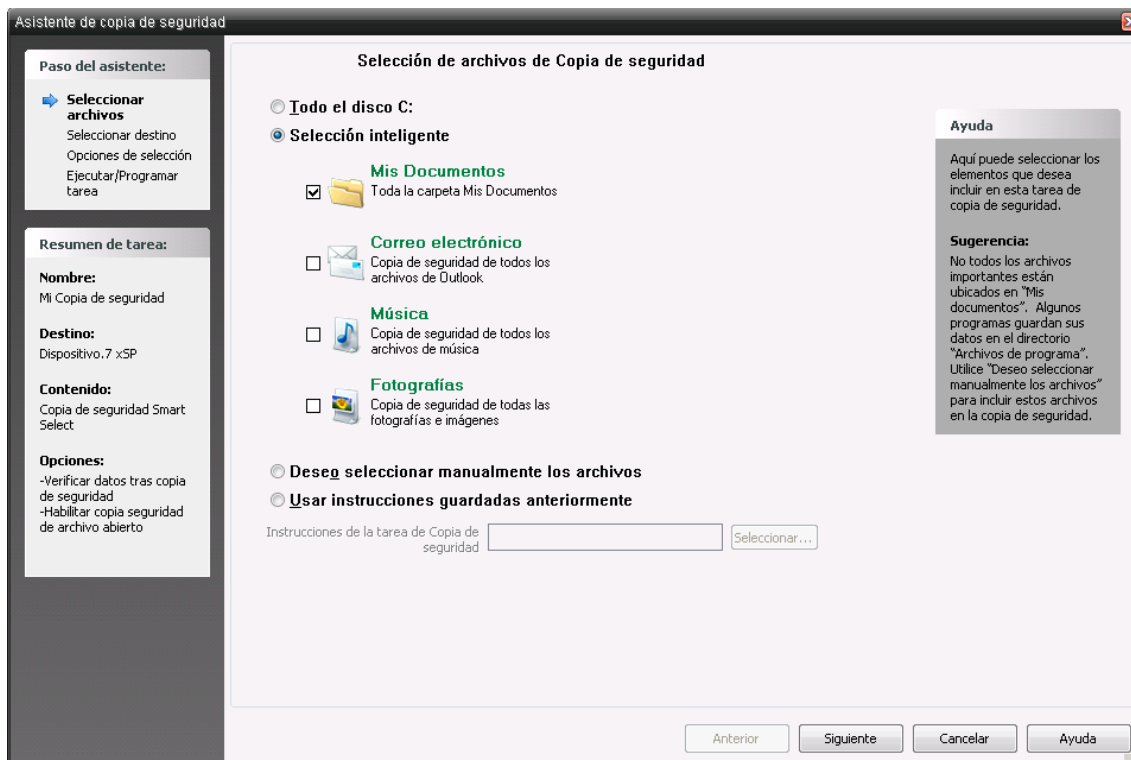 Asistente de copia de seguridad
Paso del asistente:
Seleccionar
archivos
Seleccionar destino
Opciones de selección
Ejecutar/Programar
tarea
Resumen de tarea:
Nombre:
Mi Copia de seguridad
Destino:
Dispositivo.7 xSP
Contenido:
Copia de seguridad Smart
Select
Opciones:
-Verificar datos tras copia
de seguridad
-Habilitar copia seguridad
de archivo abierto
Selección de archivos de Copia de seguridad
Todo el disco C:
Selección inteligente
Mis Documentos
Toda la carpeta Mis Documentos
Correo electrónico
Copia de seguridad de todos los
archivos de Outlook
Música
Copia de seguridad de todos los
archivos de música
Fotografías
Copia de seguridad de todas las
fotografías e imágenes
Deseo seleccionar manualmente los archivos
Usar instrucciones guardadas anteriormente
Instrucciones de la tarea de Copia de
seguridad
Seleccionar...
Ayuda
Aquí puede seleccionar los
elementos que desea
incluir en esta tarea de
copia de seguridad.
Sugerencia:
No todos los archivos
importantes están
ubicados en "Mis
documentos". Algunos
programas guardan sus
datos en el directorio
"Archivos de programa".
Utilice "Deseo seleccionar
manualmente los archivos"
para incluir estos archivos
en la copia de seguridad.
Anterior
Siguiente
Cancelar
Ayuda